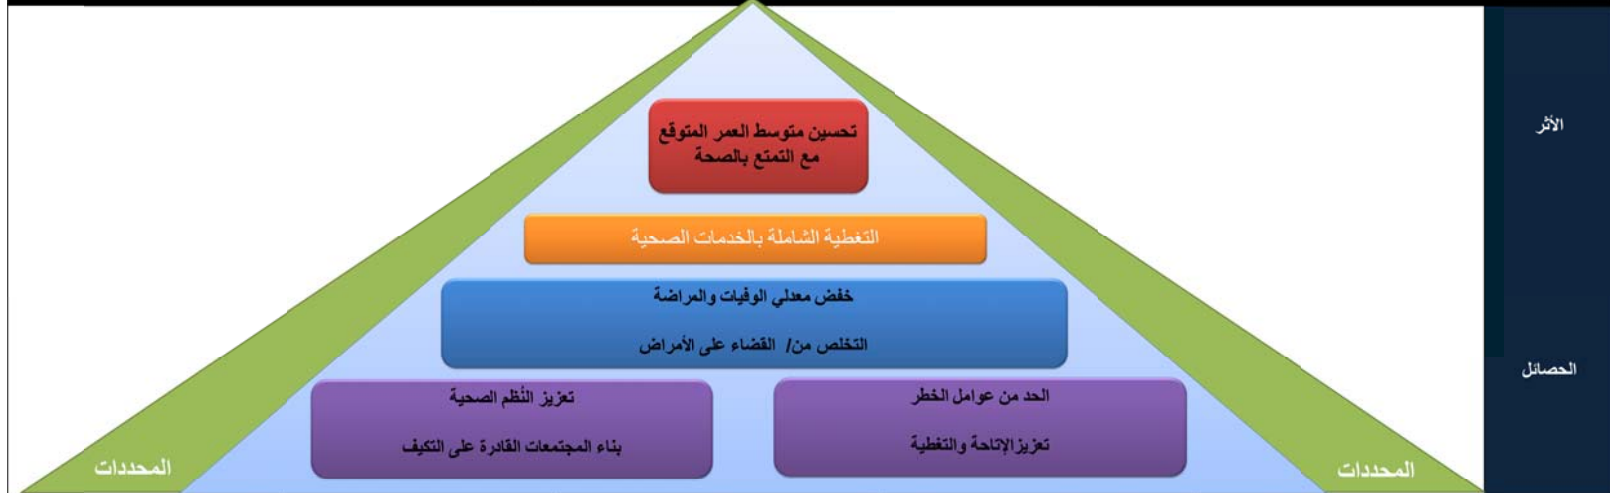 الأثر
تحسين متوسط العمر المتوقع
مع التمتع بالصحة
التغطية الشاملة بالخدمات الصحية
خفض معدلي الوفيات والمراضة
التخلص من/ القضاء على الأمراض
الحصائل
الحد من عوامل الخطر
تعزيزالإتاحة والتغطية
تعزيز النُظم الصحية
بناء المجتمعات القادرة على التكيف
المحددات
المحددات